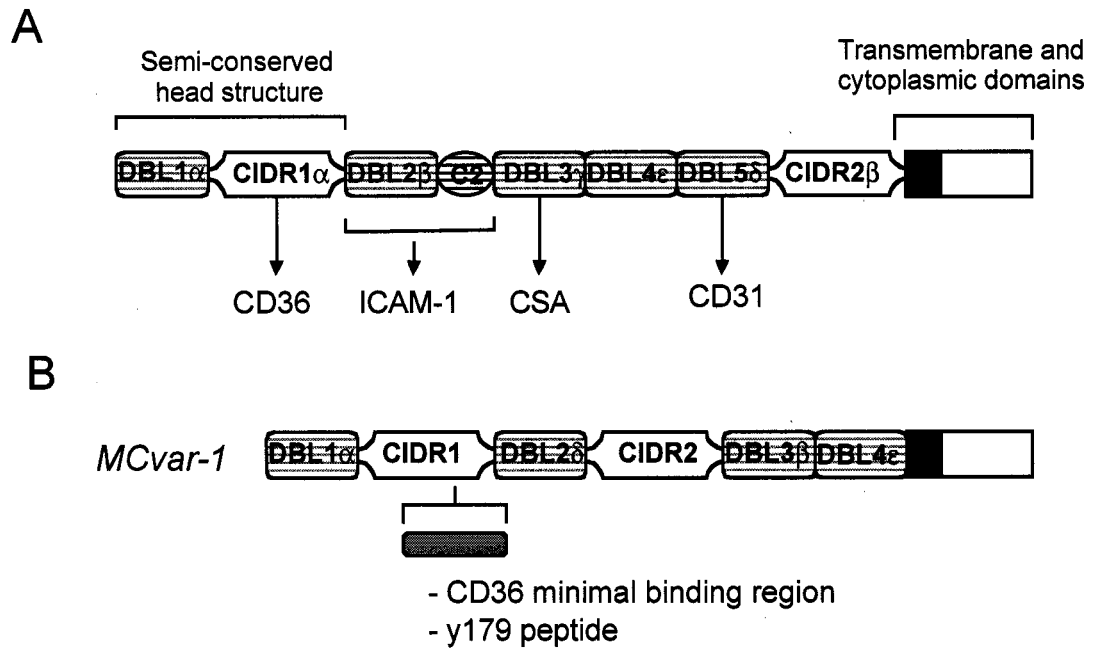 A
Semi-conserved
head structure
Transmembrane and
cytoplasmic domains
DBL1α CIDR1α DBL2β C2 DBL3γ DBL4ε DBL5δ CIDR2β
CD36 ICAM-1 CSA CD31
B
MCvar-1 DBL1α CIDR1 DBL2δ CIDR2 DBL3β DBL4ε
- CD36 minimal binding region
- y179 peptide